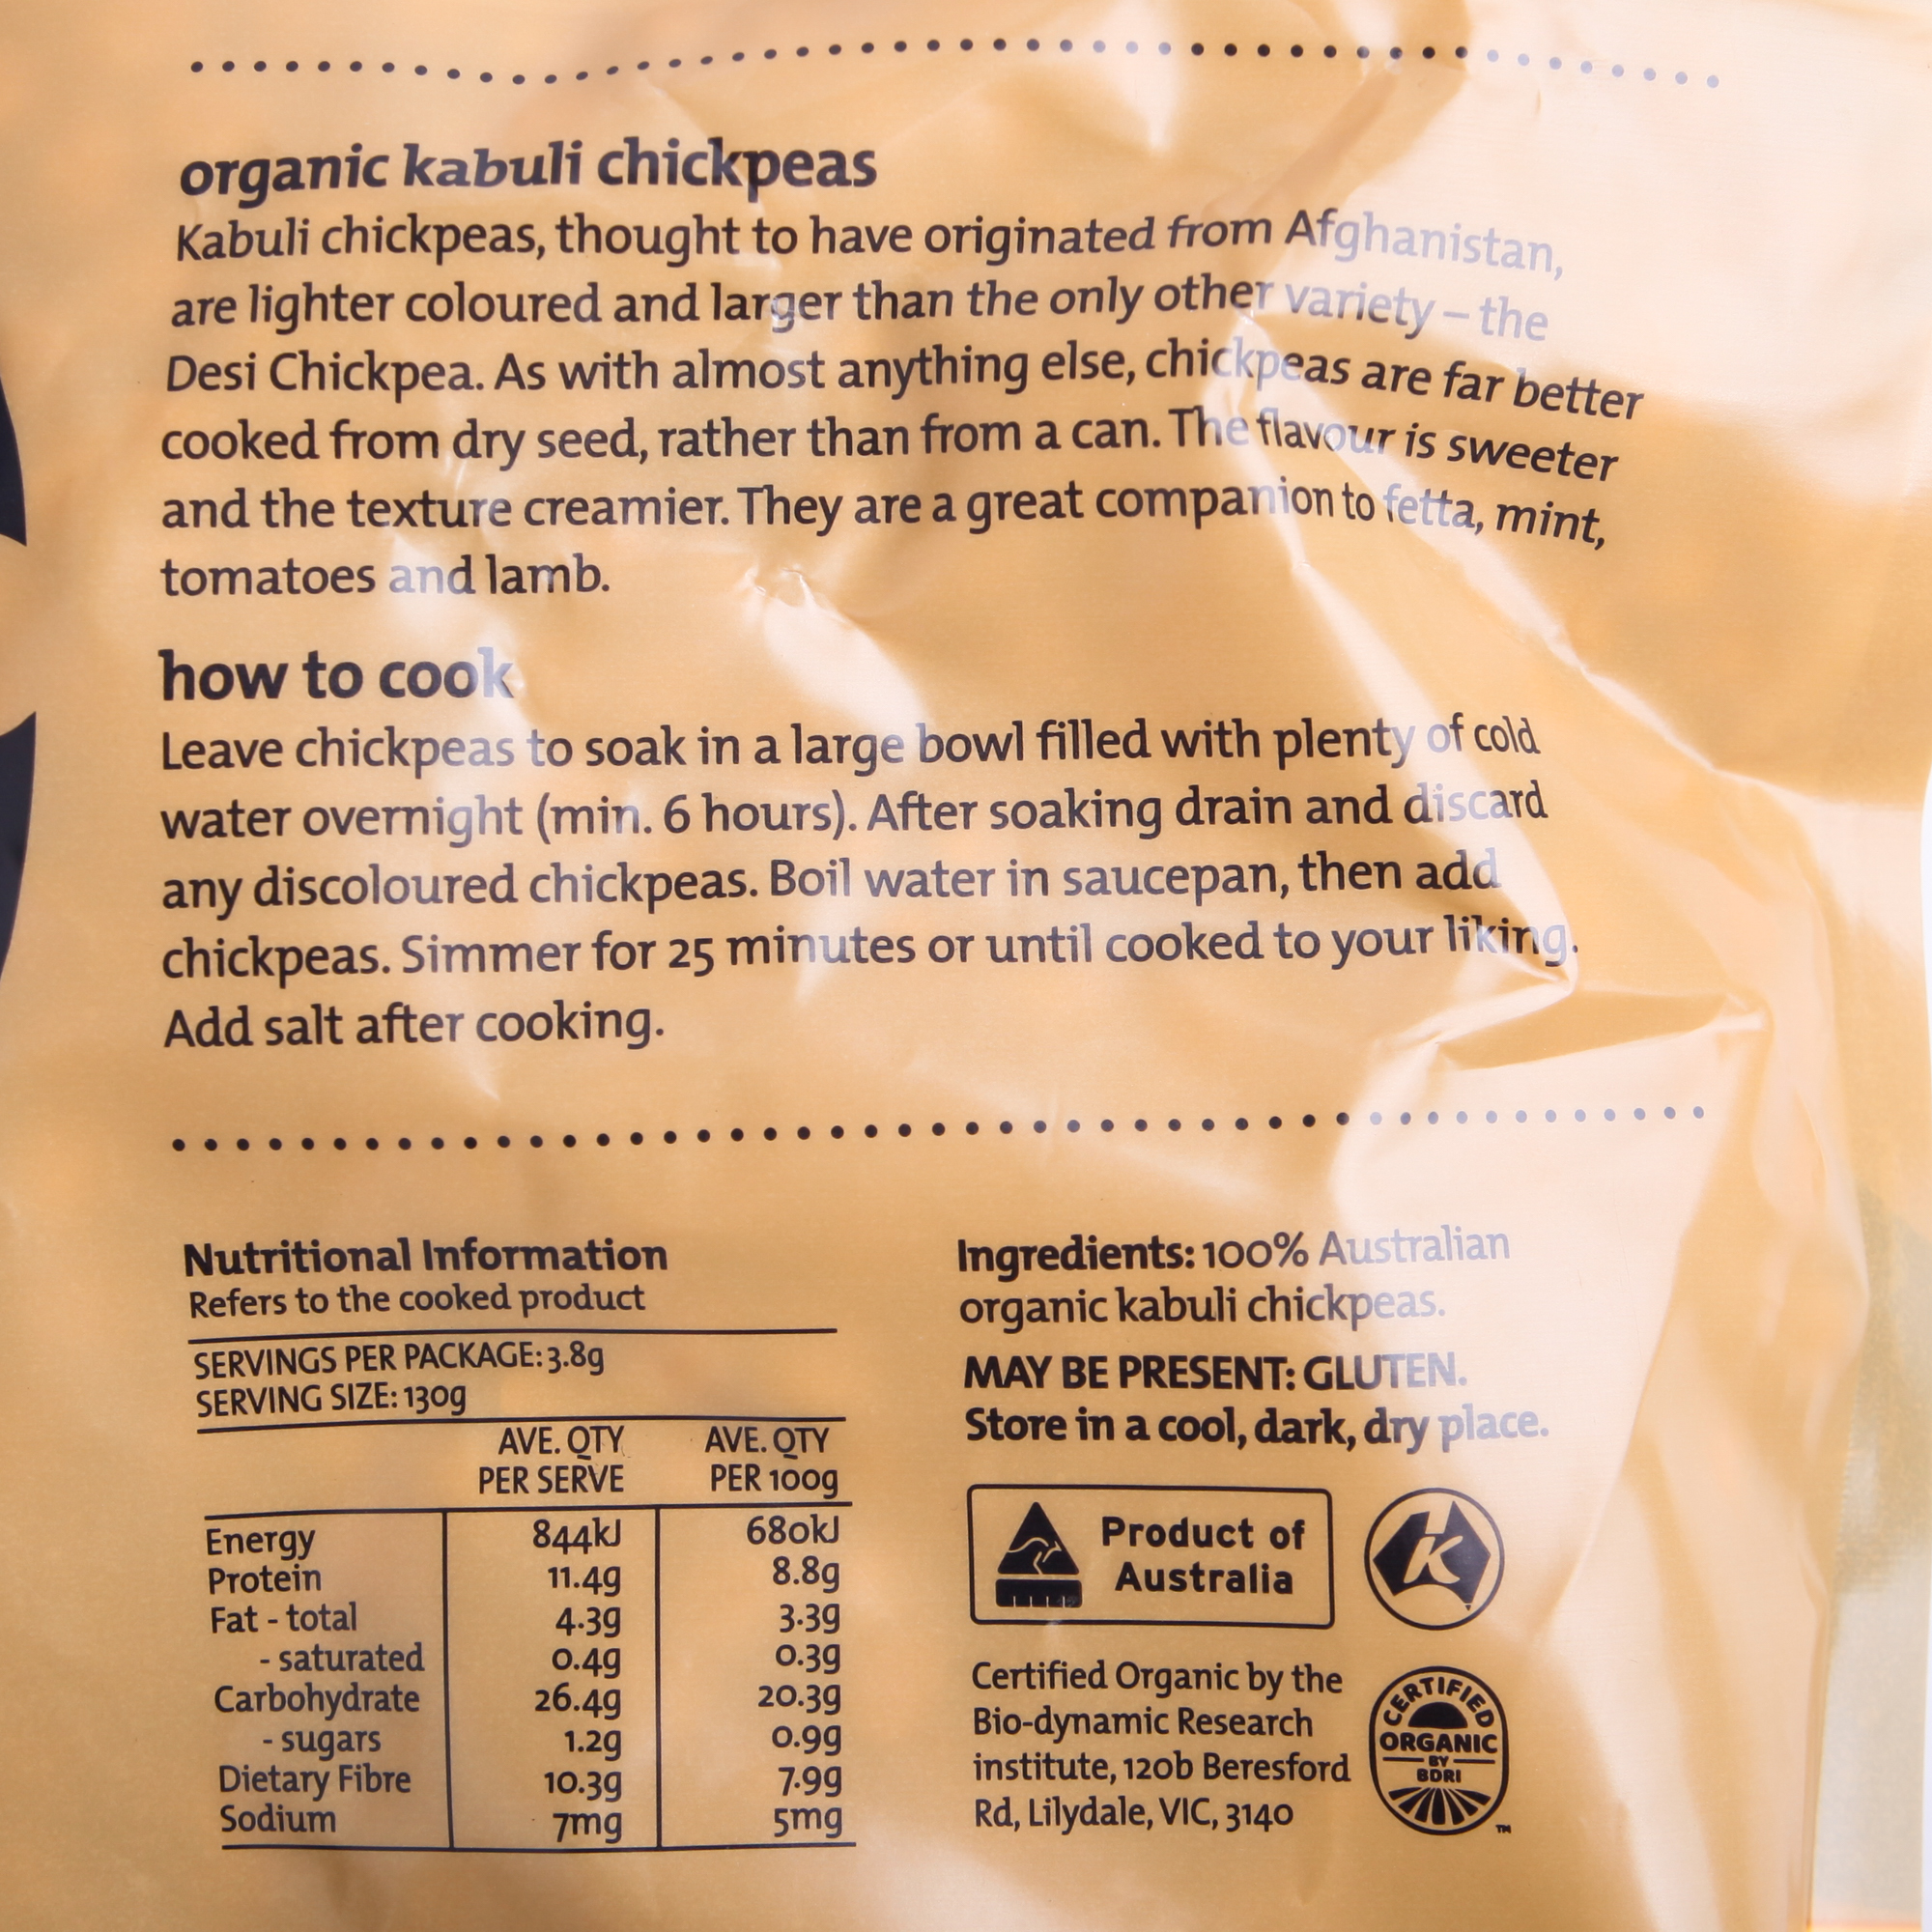 organic kabuli chickpeas
Kabuli chickpeas, thought to have originated from Afghanistan,
are lighter coloured and larger than the only other variety – the
Desi Chickpea. As with almost anything else, chickpeas are far better
cooked from dry seed, rather than from a can. The flavour is sweeter
and the texture creamier. They are a great companion to fetta, mint,
tomatoes and lamb.
how to cook
Leave chickpeas to soak in a large bowl filled with plenty of cold
water overnight (min. 6 hours). After soaking drain and discard
any discoloured chickpeas. Boil water in saucepan, then add
chickpeas. Simmer for 25 minutes or until cooked to your liking.
Add salt after cooking.
Nutritional Information
Refers to the cooked product
SERVINGS PER PACKAGE: 3.8g
SERVING SIZE: 130g
AVE. QTY AVE. QTY
PER SERVE PER 100g
Energy 844kJ 680kJ
Protein 11.4g 8.8g
Fat - total 4.3g 3.3g
- saturated 0.4g 0.3g
Carbohydrate 26.4g 20.3g
- sugars 1.2g 0.9g
Dietary Fibre 10.3g 7.9g
Sodium 7mg 5mg
Ingredients: 100% Australian
organic kabuli chickpeas.
MAY BE PRESENT: GLUTEN.
Store in a cool, dark, dry place.
Product of
Australia
K
Certified Organic by the
Bio-dynamic Research
institute, 120b Beresford
Rd, Lilydale, VIC, 3140
CERTIFIED
ORGANIC
BY
BDRI
TM